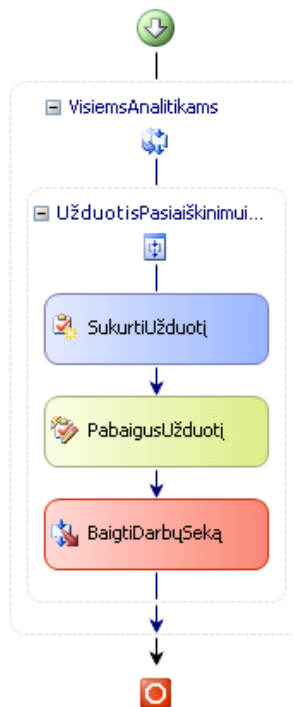 VisiemsAnalitikams
UžduotisPasiaiškinimui...
SukurtiUžduotį
PabaigusUžduotį
BaigtiDarbųSeką